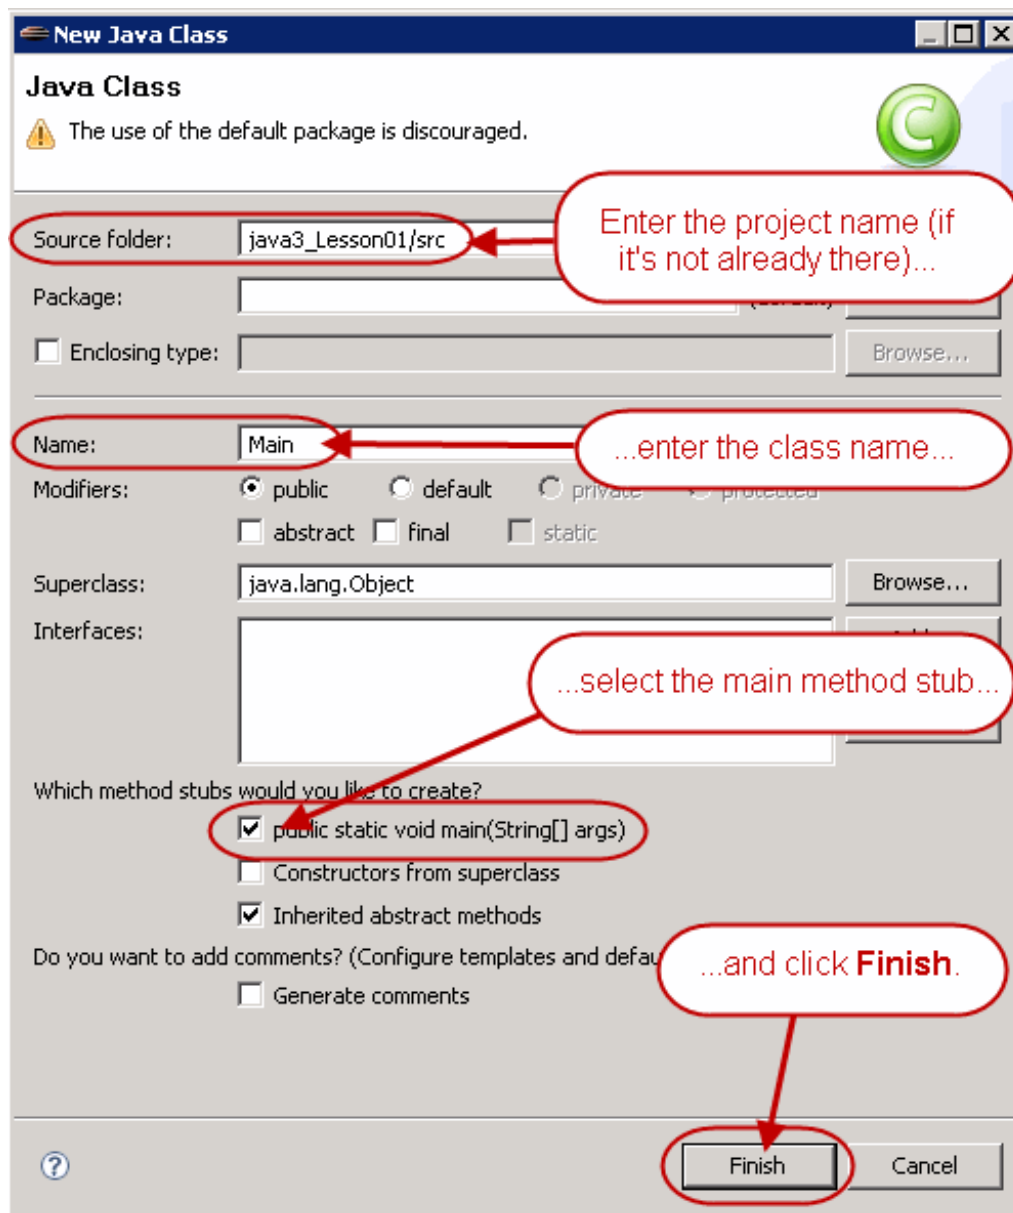 New Java Class
Java Class
The use of the default package is discouraged.
Source folder: java3_Lesson01/src
Enter the project name (if
it's not already there)...
Package:
Enclosing type: Browse...
Name: Main
...enter the class name...
Modifiers: public default private protected
abstract final static
Superclass: java.lang.Object Browse...
Interfaces:
...select the main method stub...
Which method stubs would you like to create?
public static void main(String[] args)
Constructors from superclass
Inherited abstract methods
Do you want to add comments? (Configure templates and defau
...and click Finish.
Generate comments
? Finish Cancel